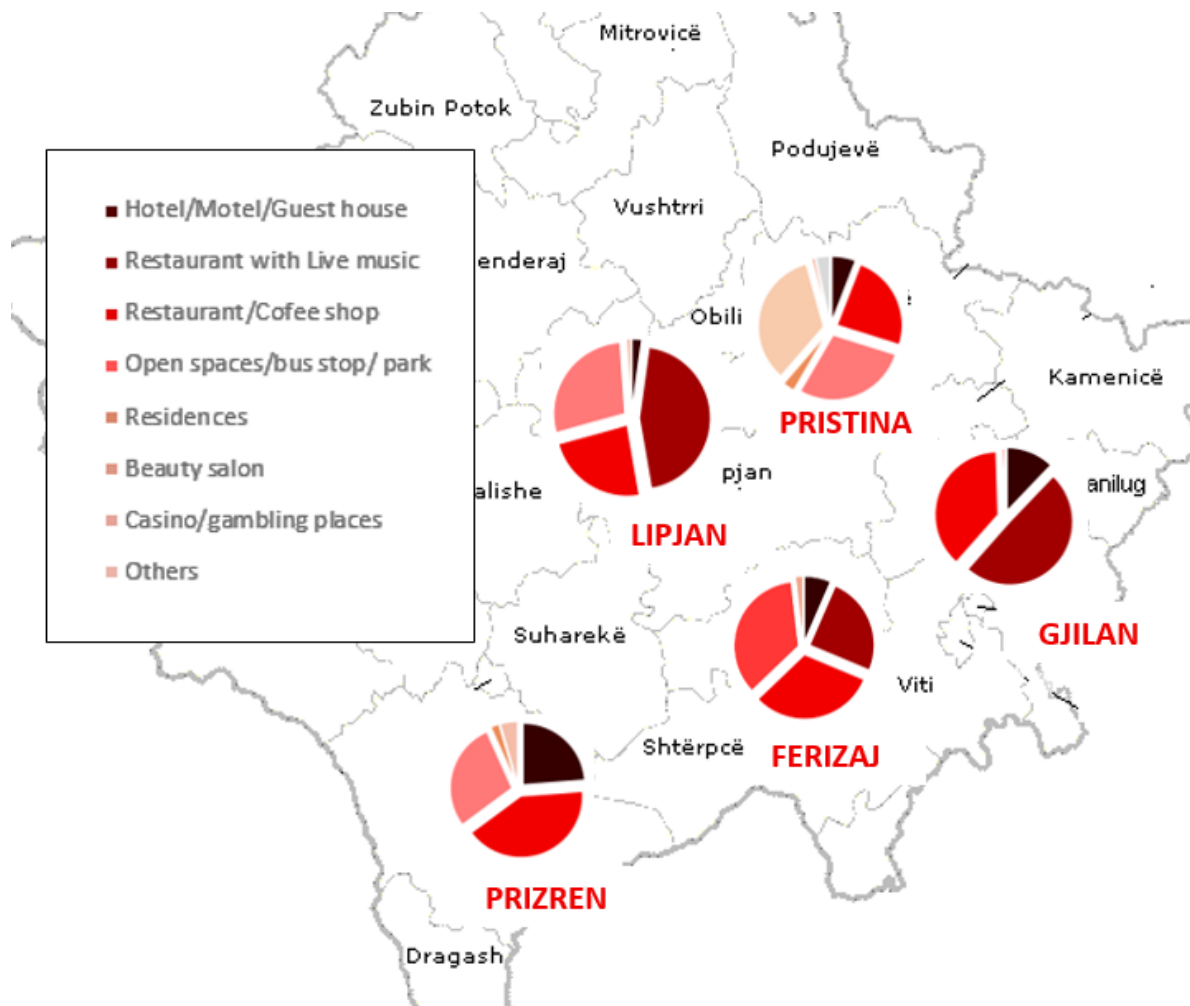 Mitrovicë
Zubin Potok
Podujevë
Hotel/Motel/Guest house
Vushtrri
Restaurant with Live music
enderaj
Restaurant/Cofee shop
Obili
Open spaces/bus stop/ park
Kamenicë
Residences
PRISTINA
Beauty salon
pjan
alishe
anilug
Casino/gambling places
LIPJAN
Others
Suharekë
GJILAN
Viti
Shtërpcë
FERIZAJ
PRIZREN
Dragash